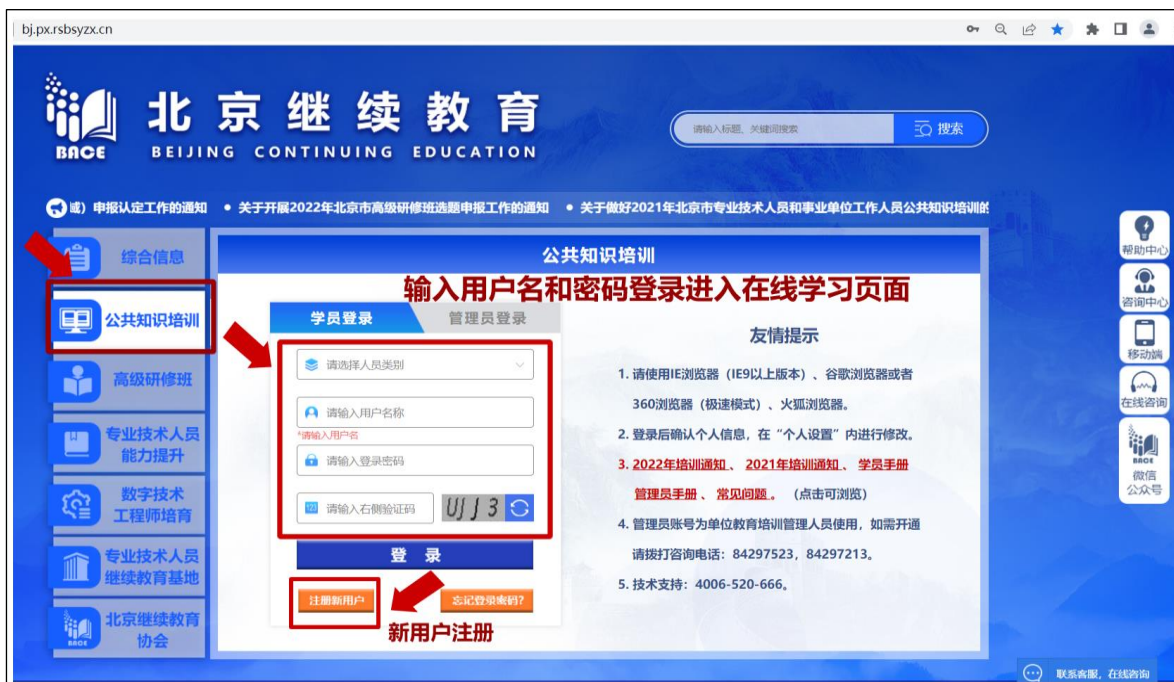 bj.px.rsbsyzx.cn
北京继续教育
BACE
BEIJING CONTINUING EDUCATION
请输入标题、关键词搜索
搜索
或）申报认定工作的通知 • 关于开展2022年北京市高级研修班选题申报工作的通知 • 关于做好2021年北京市专业技术人员和事业单位工作人员公共知识培训的
综合信息
公共知识培训
高级研修班
专业技术人员
能力提升
数字技术
工程师培育
专业技术人员
继续教育基地
BACE
北京继续教育
协会
公共知识培训
输入用户名和密码登录进入在线学习页面
学员登录
管理员登录
请选择人员类别
请输入用户名称
*请输入用户名
请输入登录密码
123
请输入右侧验证码
登 录
注册新用户
忘记登录密码?
新用户注册
友情提示
1. 请使用IE浏览器（IE9以上版本）、谷歌浏览器或者
360浏览器（极速模式）、火狐浏览器。
2. 登录后确认个人信息，在“个人设置”内进行修改。
3. 2022年培训通知 、 2021年培训通知 、 学员手册
管理员手册 、 常见问题 。 （点击可浏览）
4. 管理员账号为单位教育培训管理人员使用，如需开通
请拨打咨询电话：84297523，84297213。
5. 技术支持：4006-520-666。
帮助中心
咨询中心
移动端
在线咨询
BACE
微信
公众号
联系客服，在线咨询